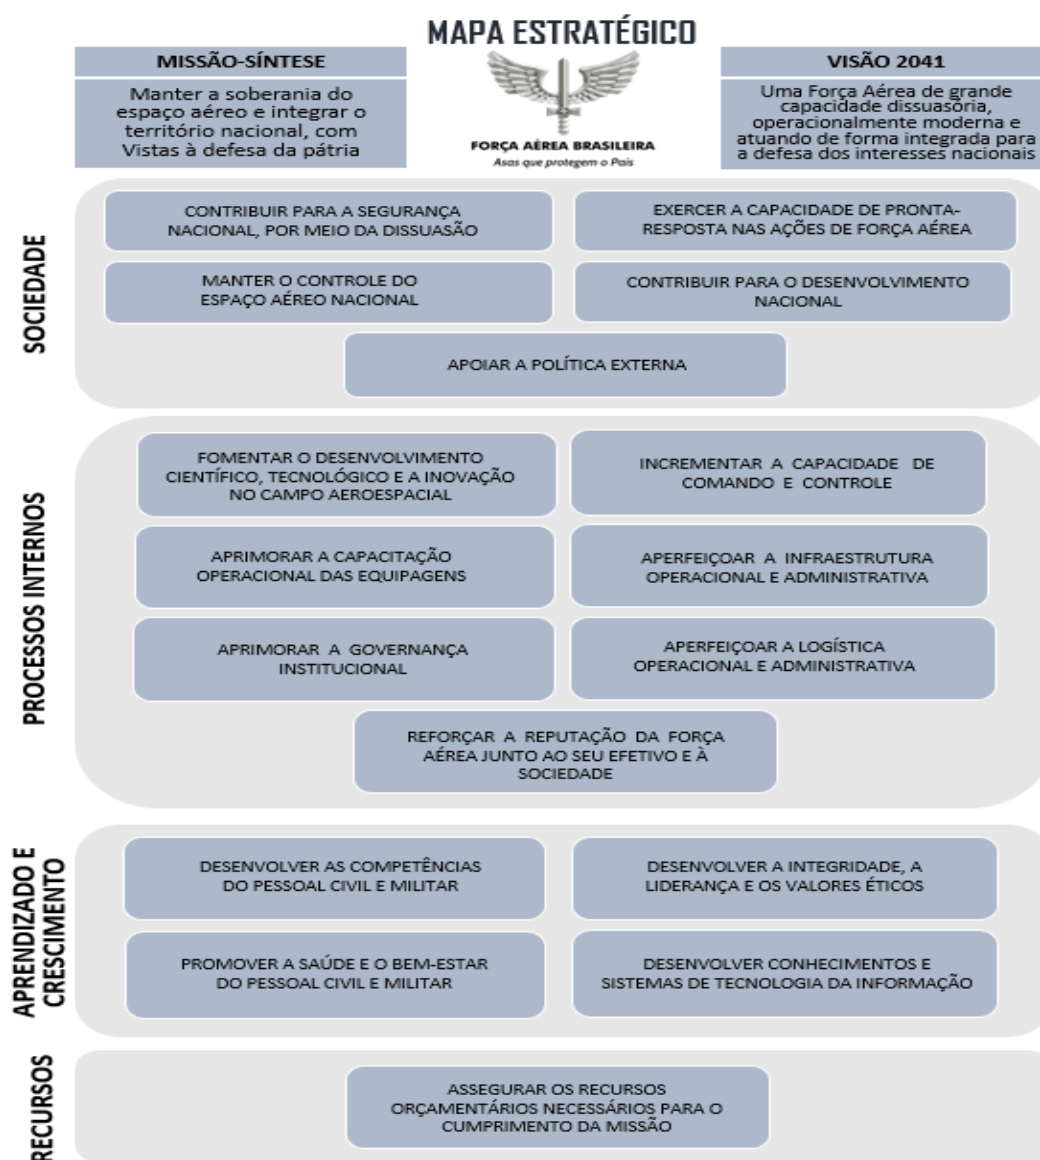 MAPA ESTRATÉGICO
MISSÃO-SÍNTESE
Manter a soberania do
espaço aéreo e integrar o
território nacional, com
Vistas à defesa da pátria
FORÇA AÉREA BRASILEIRA
Asas que protegem o País
VISÃO 2041
Uma Força Aérea de grande
capacidade dissuasória,
operacionalmente moderna e
atuando de forma integrada para
a defesa dos interesses nacionais
SOCIEDADE
CONTRIBUIR PARA A SEGURANÇA
NACIONAL, POR MEIO DA DISSUASÃO
EXERCER A CAPACIDADE DE PRONTA-
RESPOSTA NAS AÇÕES DE FORÇA AÉREA
MANTER O CONTROLE DO
ESPAÇO AÉREO NACIONAL
CONTRIBUIR PARA O DESENVOLVIMENTO
NACIONAL
APOIAR A POLÍTICA EXTERNA
PROCESSOS INTERNOS
FOMENTAR O DESENVOLVIMENTO
CIENTÍFICO, TECNOLÓGICO E A INOVAÇÃO
NO CAMPO AEROESPACIAL
INCREMENTAR A CAPACIDADE DE
COMANDO E CONTROLE
APRIMORAR A CAPACITAÇÃO
OPERACIONAL DAS EQUIPAGENS
APERFEIÇOAR A INFRAESTRUTURA
OPERACIONAL E ADMINISTRATIVA
APRIMORAR A GOVERNANÇA
INSTITUCIONAL
APERFEIÇOAR A LOGÍSTICA
OPERACIONAL E ADMINISTRATIVA
REFORÇAR A REPUTAÇÃO DA FORÇA
AÉREA JUNTO AO SEU EFETIVO E À
SOCIEDADE
APRENDIZADO E
CRESCIMENTO
DESENVOLVER AS COMPETÊNCIAS
DO PESSOAL CIVIL E MILITAR
DESENVOLVER A INTEGRIDADE, A
LIDERANÇA E OS VALORES ÉTICOS
PROMOVER A SAÚDE E O BEM-ESTAR
DO PESSOAL CIVIL E MILITAR
DESENVOLVER CONHECIMENTOS E
SISTEMAS DE TECNOLOGIA DA INFORMAÇÃO
RECURSOS
ASSEGURAR OS RECURSOS
ORÇAMENTÁRIOS NECESSÁRIOS PARA O
CUMPRIMENTO DA MISSÃO